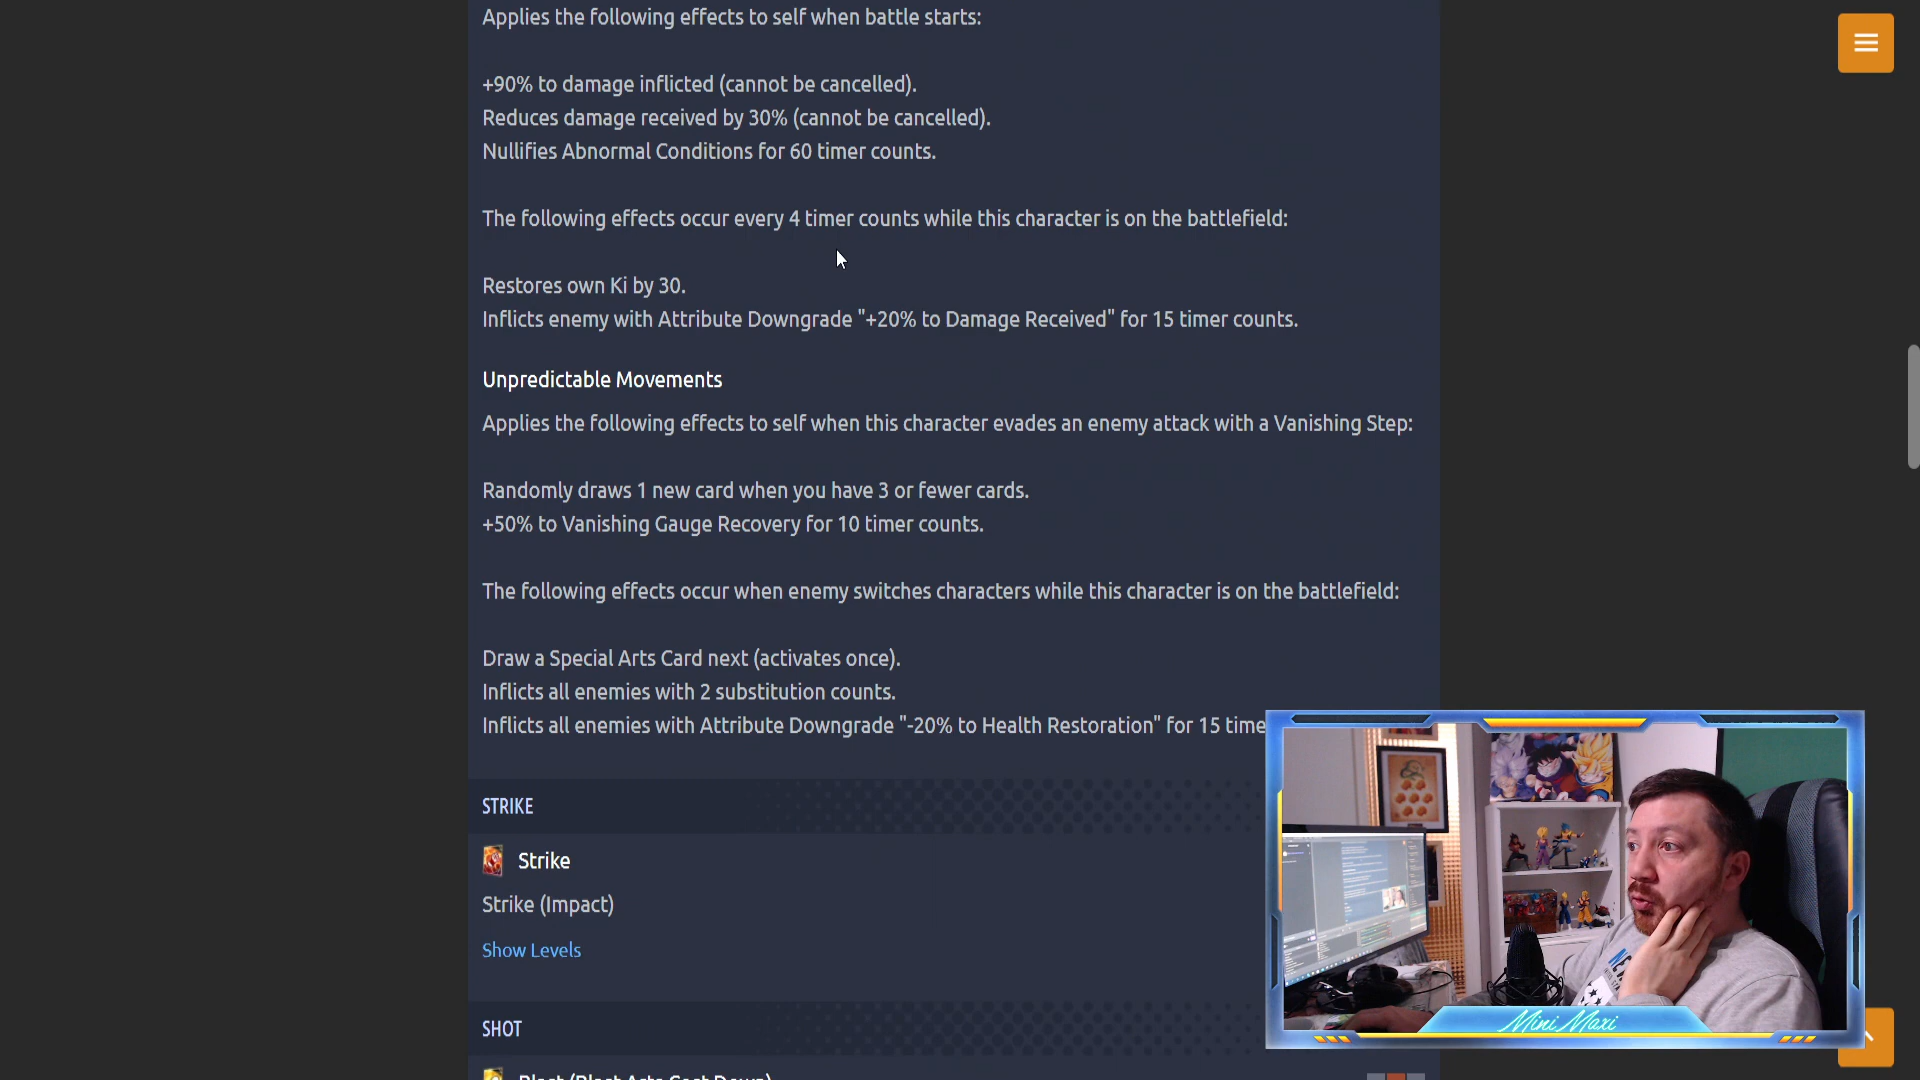 Applies the following effects to self when battle starts:
+90% to damage inflicted (cannot be cancelled).
Reduces damage received by 30% (cannot be cancelled).
Nullifies Abnormal Conditions for 60 timer counts.
The following effects occur every 4 timer counts while this character is on the battlefield:
Restores own Ki by 30.
Inflicts enemy with Attribute Downgrade "+20% to Damage Received" for 15 timer counts.
Unpredictable Movements
Applies the following effects to self when this character evades an enemy attack with a Vanishing Step:
Randomly draws 1 new card when you have 3 or fewer cards.
+50% to Vanishing Gauge Recovery for 10 timer counts.
The following effects occur when enemy switches characters while this character is on the battlefield:
Draw a Special Arts Card next (activates once).
Inflicts all enemies with 2 substitution counts.
Inflicts all enemies with Attribute Downgrade "-20% to Health Restoration" for 15 time
STRIKE
Strike
Strike (Impact)
Show Levels
SHOT
Blast (Blast Arts Cost Down)
Mini Maxi